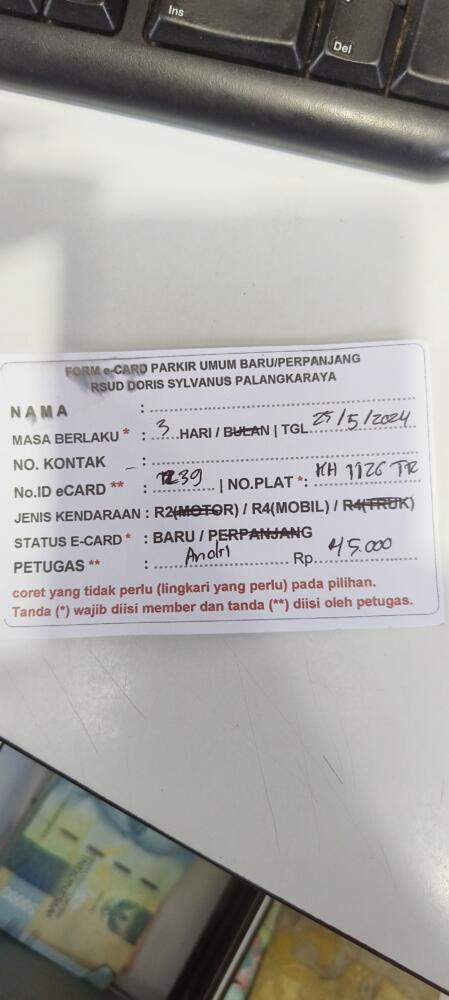 Ins
Del
FORM e-CARD PARKIR UMUM BARU/PERPANJANG
RSUD DORIS SYLVANUS PALANGKARAYA
NAMA :
MASA BERLAKU * : 3 HARI / BULAN | TGL 25/5/2024
NO. KONTAK :
No.ID eCARD ** : 1239 | NO.PLAT *: KH 1126 TR
JENIS KENDARAAN : R2(MOTOR) / R4(MOBIL) / R4(TRUK)
STATUS E-CARD * : BARU / PERPANJANG
PETUGAS ** : Andri Rp. 45.000
coret yang tidak perlu (lingkari yang perlu) pada pilihan.
Tanda (*) wajib diisi member dan tanda (**) diisi oleh petugas.